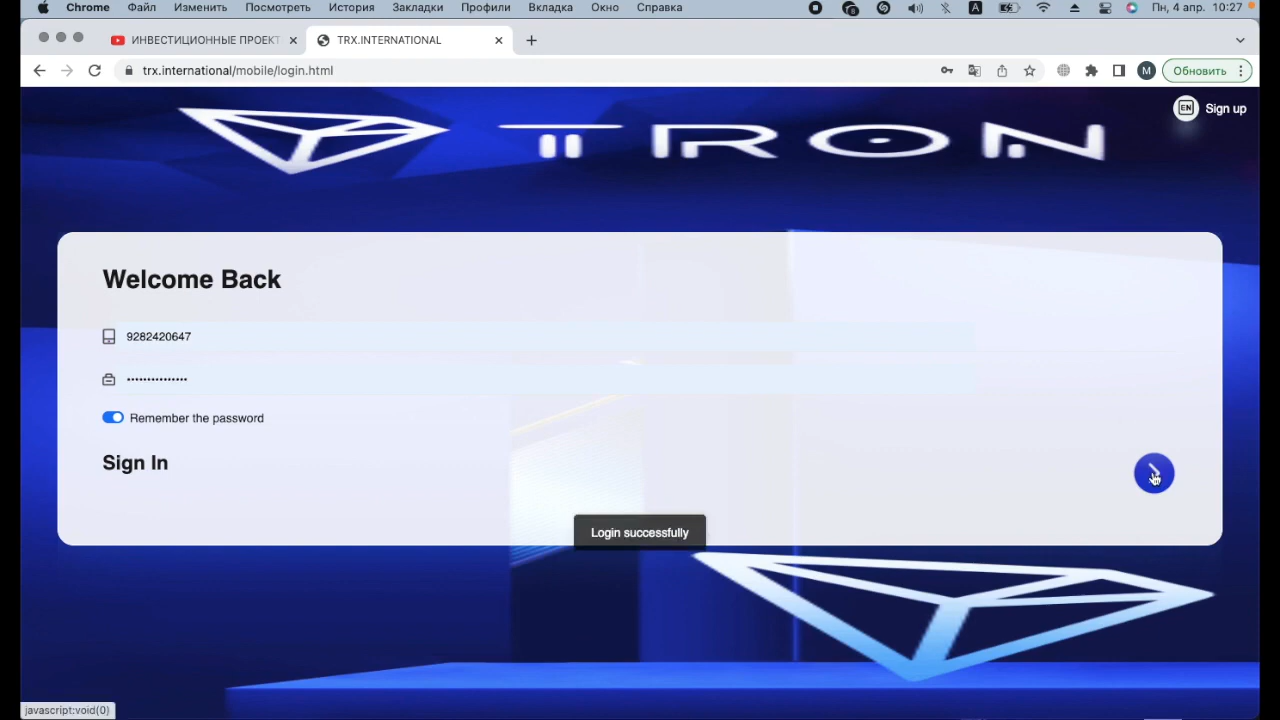 Chrome Файл Изменить Посмотреть История Закладки Профили Вкладка Окно Справка A Пн, 4 апр. 10:27
ИНВЕСТИЦИОННЫЕ ПРОЕКТ TRX.INTERNATIONAL
trx.international/mobile/login.html M Обновить
EN Sign up
TRON
Welcome Back
9282420647
•••••••••••••••
Remember the password
Sign In
Login successfully
javascript:void(0)